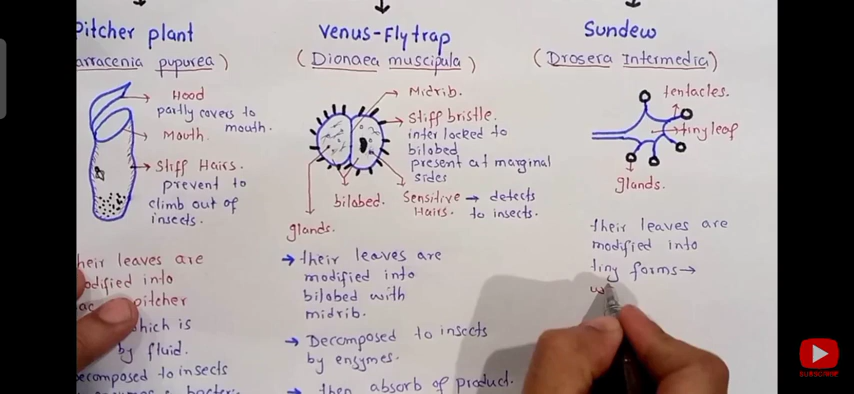 Pitcher plant
(arracenia pupurea)
Hood
partly covers to
mouth.
Mouth.
Stiff Hairs.
prevent to
climb out of
insects.
heir leaves are
odified into
pitcher
hich is
by fluid.
ecomposed to insects
Venus-Flytrap
(Dionaea muscipula)
Midrib.
Stiff bristle.
inter locked to
bilobed
present at marginal
sides
Sensitive → detects
Hairs. to insects.
bilobed.
glands.
→ their leaves are
modified into
bilobed with
midrib.
→ Decomposed to insects
by enzymes.
→ then absorb of product.
Sundew
(Drosera Intermedia)
tentacles.
tiny leaf
glands.
their leaves are
modified into
tiny forms →
SUBSCRIBE